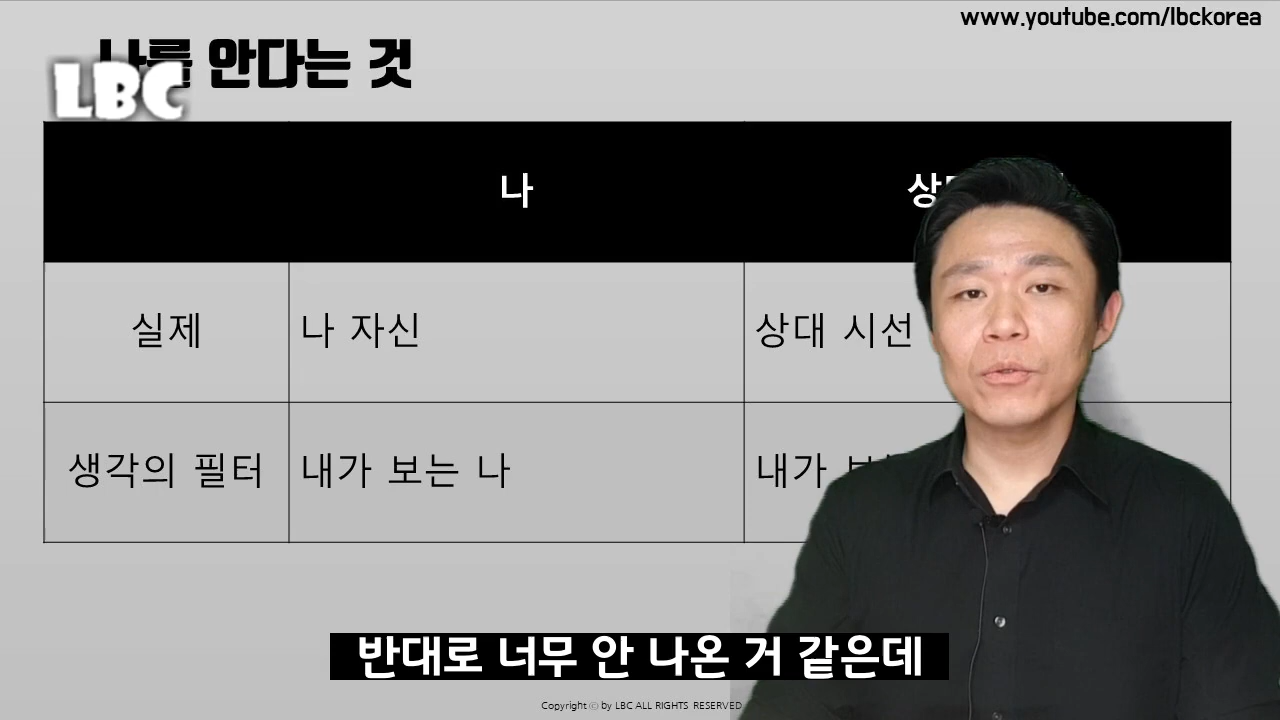 www.youtube.com/lbckorea
나를 안다는 것
LBC
나
실제
나 자신
상대 시선
생각의 필터
내가 보는 나
내가
반대로 너무 안 나온 거 같은데
Copyright ⓒ by LBC ALL RIGHTS RESERVED